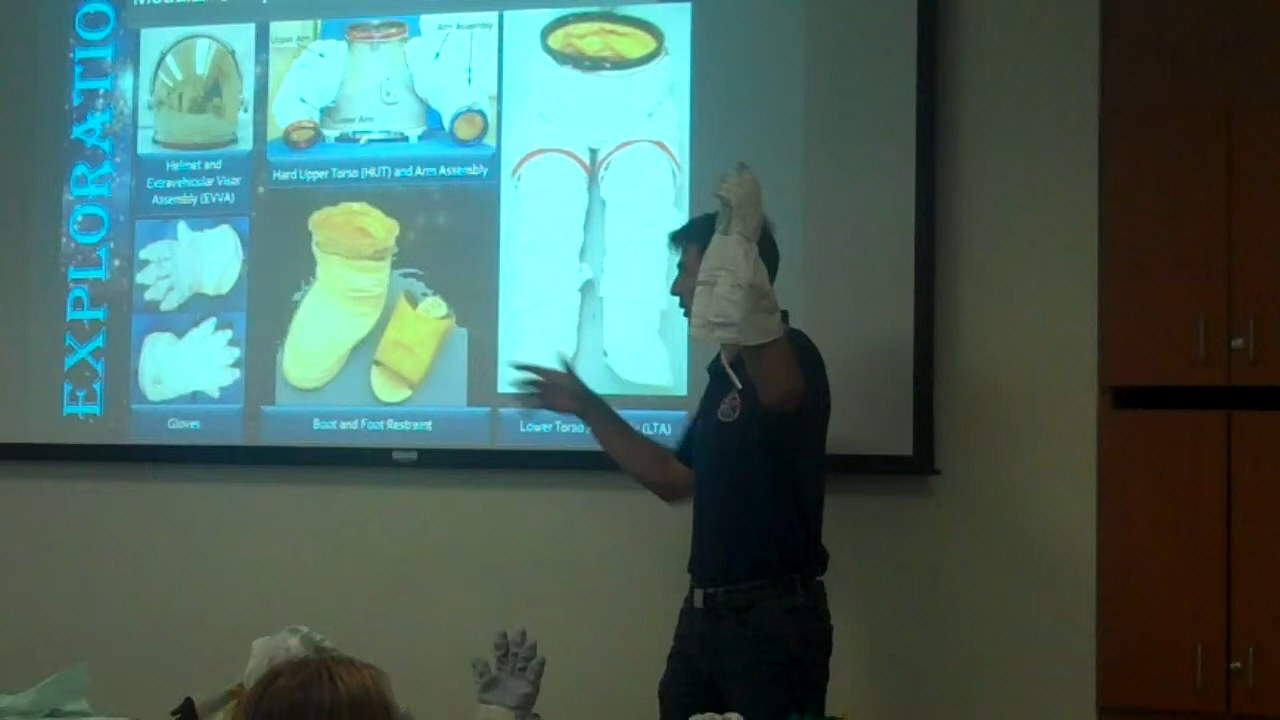 EXPLORATIO
Upper Arm
Arm Assembly
Helmet and
Extravehicular Visor
Assembly (EVVA)
Hard Upper Torso (HUT) and Arm Assembly
Gloves
Boot and Foot Restraint
Lower Torso (LTA)